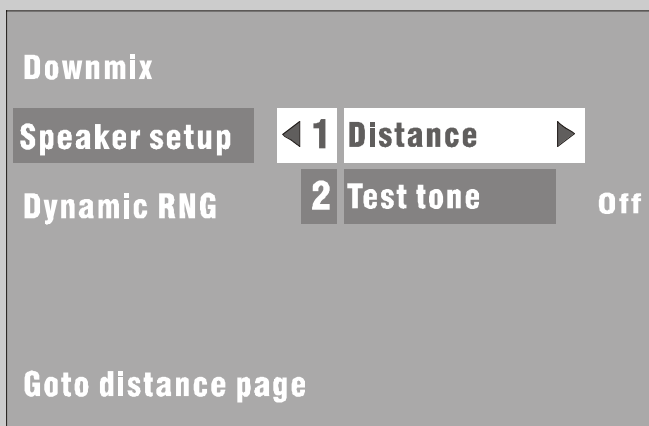 Downmix
Speaker setup 1 Distance
Dynamic RNG 2 Test tone Off
Goto distance page